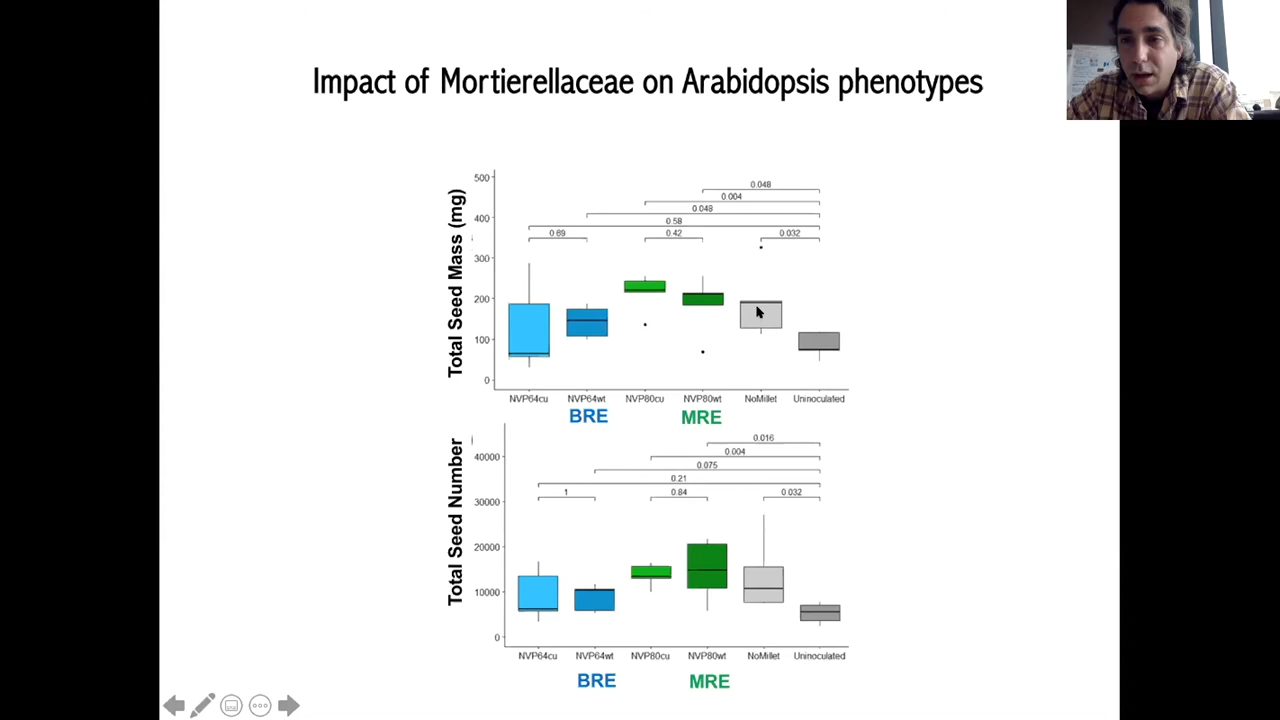 Impact of Mortierellaceae on Arabidopsis phenotypes
Total Seed Mass (mg)
500
400
300
200
100
0
0.048
0.004
0.048
0.58
0.69
0.42
0.032
NVP64cu
NVP64wt
NVP80cu
NVP80wt
NoMillet
Uninoculated
BRE
MRE
Total Seed Number
40000
30000
20000
10000
0
0.016
0.004
0.075
0.21
1
0.84
0.032
NVP64cu
NVP64wt
NVP80cu
NVP80wt
NoMillet
Uninoculated
BRE
MRE